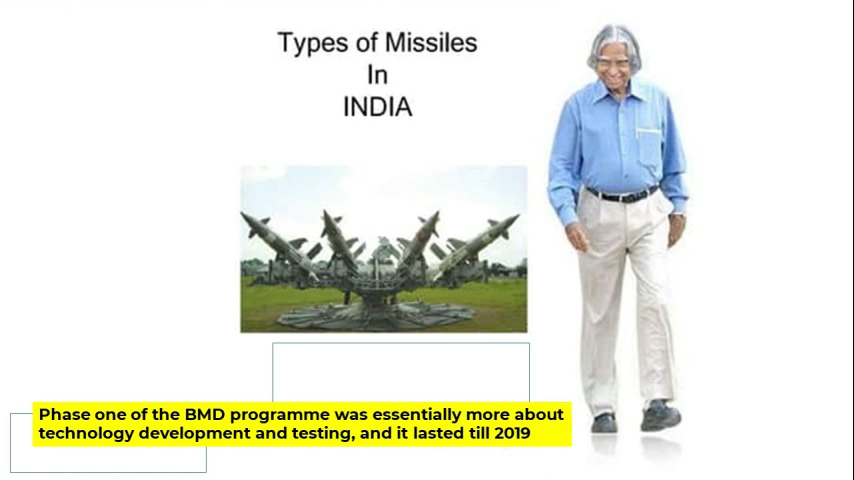 Types of Missiles
In
INDIA
Phase one of the BMD programme was essentially more about
technology development and testing, and it lasted till 2019